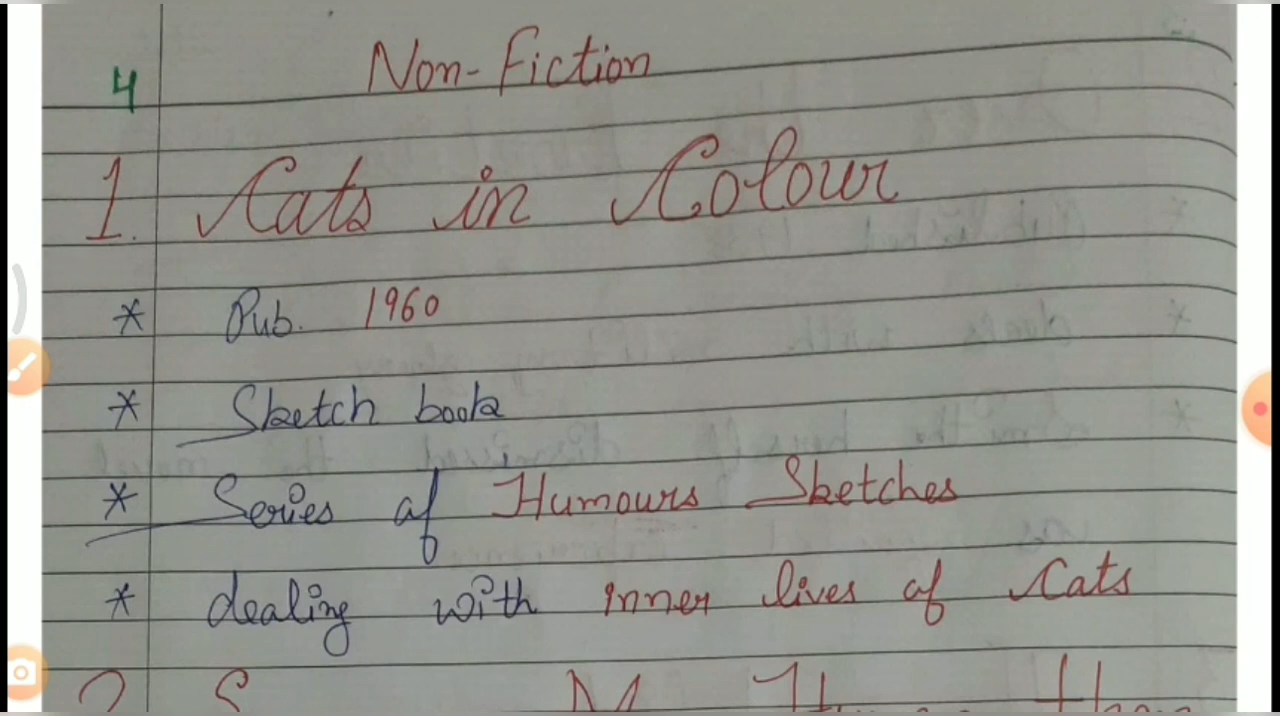 4 Non-Fiction
1. Cats in Colour
* Pub. 1960
* Sketch book
* Series of Humours Sketches
* dealing with inner lives of Cats